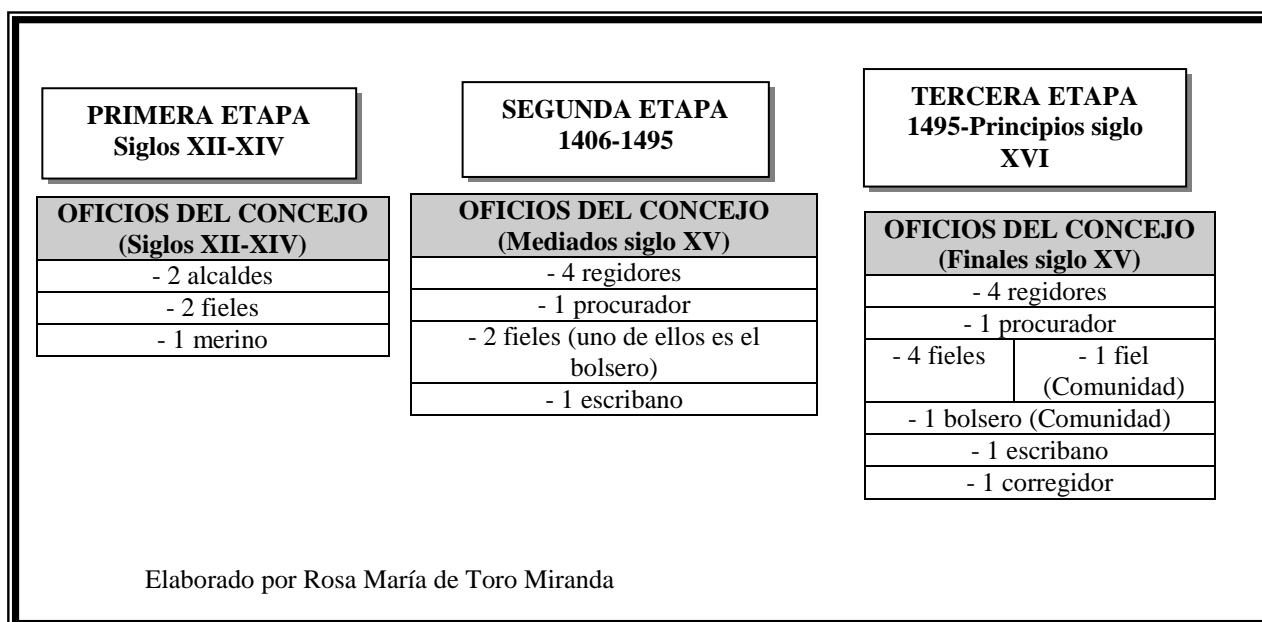 PRIMERA ETAPA
Siglos XII-XIV
OFICIOS DEL CONCEJO
(Siglos XII-XIV)
- 2 alcaldes
- 2 fieles
- 1 merino
SEGUNDA ETAPA
1406-1495
OFICIOS DEL CONCEJO
(Mediados siglo XV)
- 4 regidores
- 1 procurador
- 2 fieles (uno de ellos es el
bolsero)
- 1 escribano
TERCERA ETAPA
1495-Principios siglo
XVI
OFICIOS DEL CONCEJO
(Finales siglo XV)
- 4 regidores
- 1 procurador
- 4 fieles
- 1 fiel
(Comunidad)
- 1 bolsero (Comunidad)
- 1 escribano
- 1 corregidor
Elaborado por Rosa María de Toro Miranda